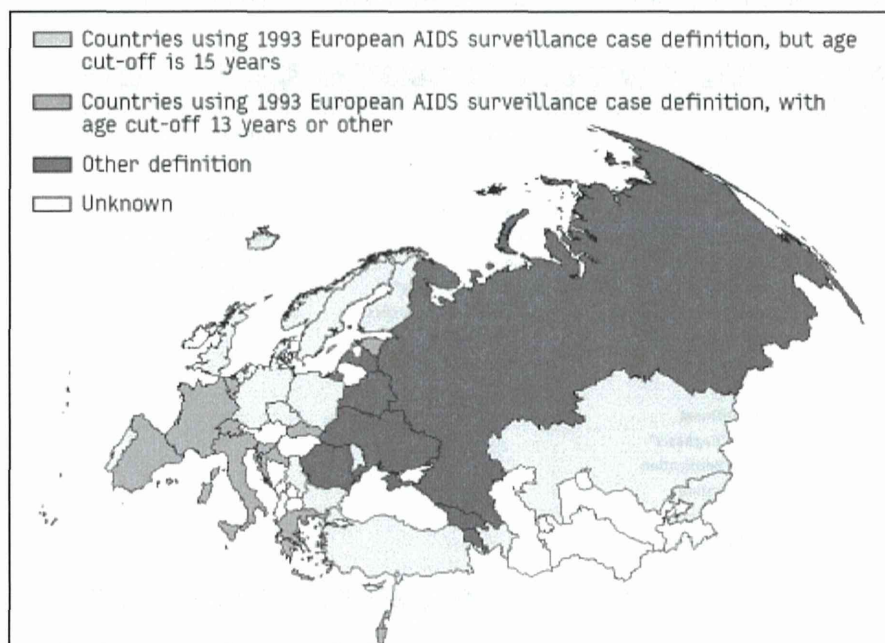 Countries using 1993 European AIDS surveillance case definition, but age
cut-off is 15 years
Countries using 1993 European AIDS surveillance case definition, with
age cut-off 13 years or other
Other definition
Unknown